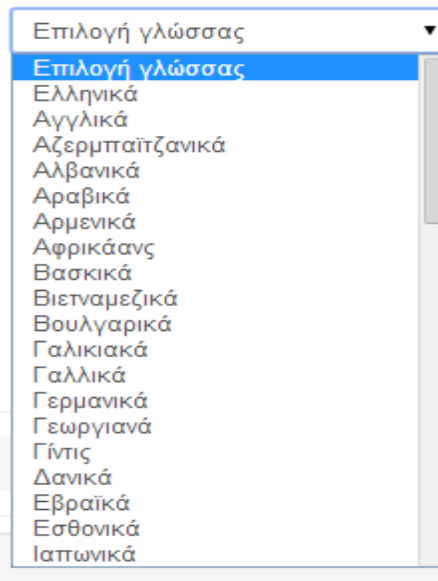 Επιλογή γλώσσας
Επιλογή γλώσσας
Ελληνικά
Αγγλικά
Αζερμπαϊτζανικά
Αλβανικά
Αραβικά
Αρμενικά
Αφρικάανς
Βασκικά
Βιετναμεζικά
Βουλγαρικά
Γαλικιακά
Γαλλικά
Γερμανικά
Γεωργιανά
Γίντις
Δανικά
Εβραϊκά
Εσθονικά
Ιαπωνικά